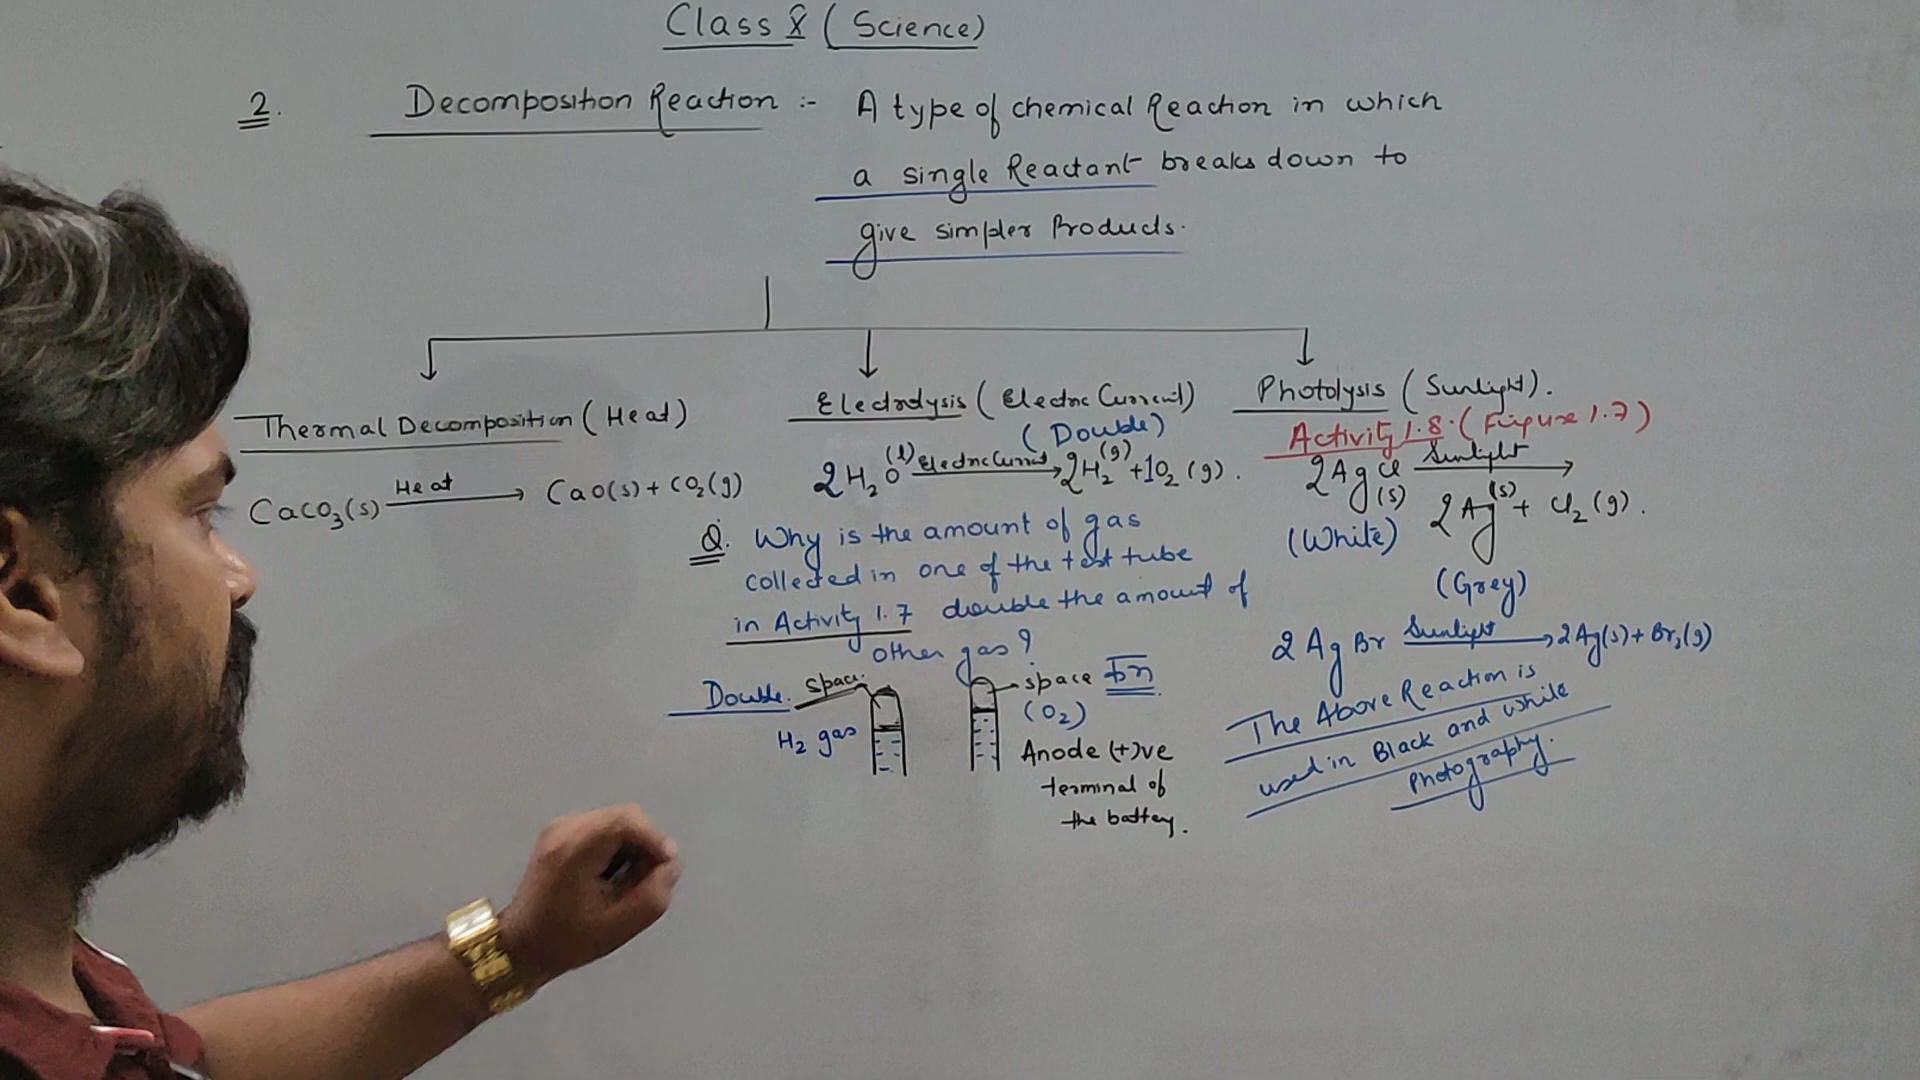 Class X (Science)
2. Decomposition Reaction :- A type of chemical Reaction in which
a single Reactant breaks down to
give simpler Products.
Thermal Decomposition (Heat)
CaCO₃(s) Heat → CaO(s) + CO₂(g)
Electrolysis (Electric Current)
(Double)
2H₂O(l) Electric Current → 2H₂(g) + 1O₂(g).
Q. Why is the amount of gas
collected in one of the test tube
in Activity 1.7 double the amount of
other gas?
Double. space
H₂ gas
space
(O₂)
Anode (+)ve
terminal of
the battery.
Photolysis (Sunlight).
Activity 1.8. (Figure 1.7)
2AgCl(s) Sunlight →
2Ag(s) + Cl₂(g).
(White)
(Grey)
2AgBr Sunlight → 2Ag(s) + Br₂(g)
The Above Reaction is
used in Black and white
Photography.